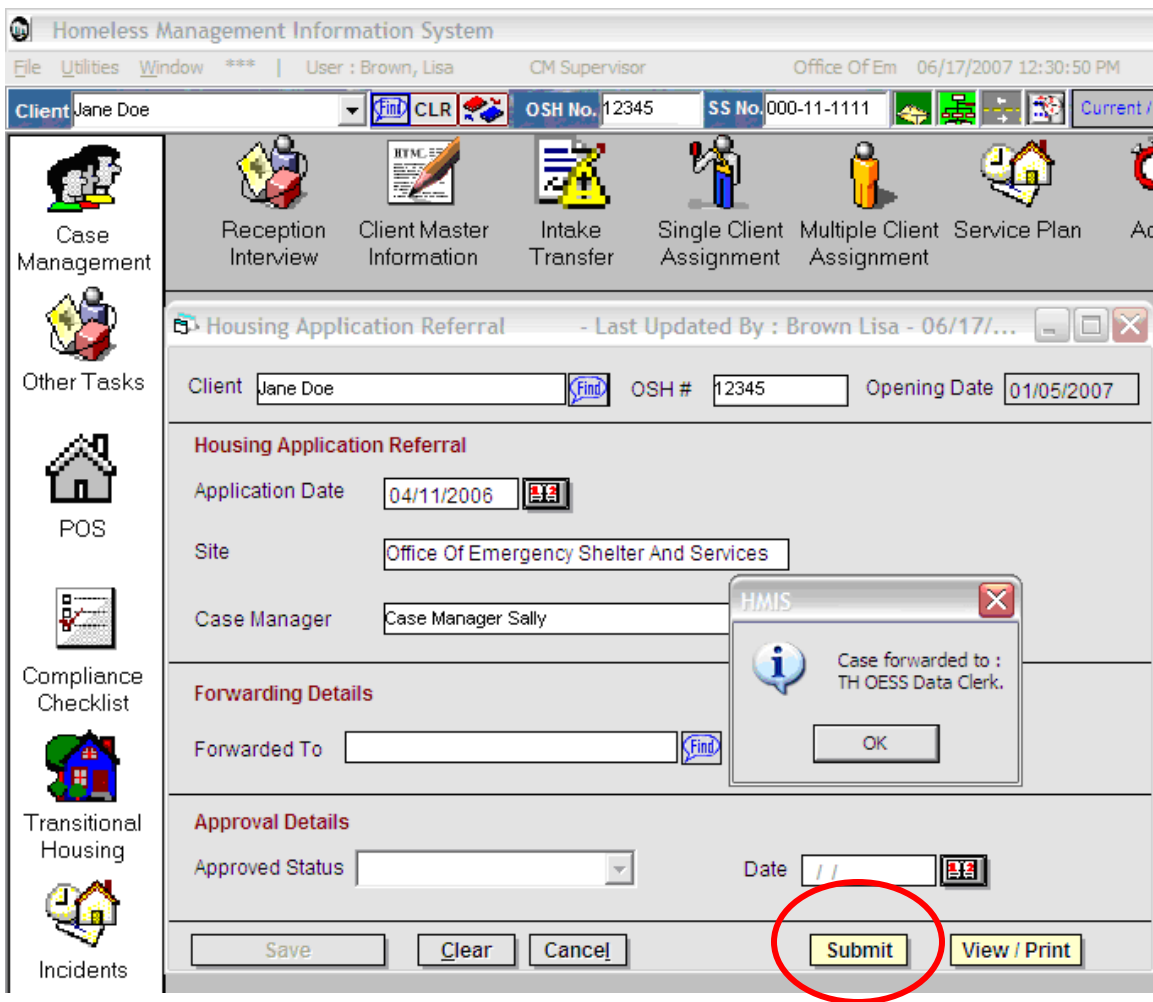 Homeless Management Information System
File Utilities Window *** | User : Brown, Lisa CM Supervisor Office Of Em 06/17/2007 12:30:50 PM
Client Jane Doe Find CLR OSH No. 12345 SS No. 000-11-1111 Current /
Case Management
Reception Interview
Client Master Information
Intake Transfer
Single Client Assignment
Multiple Client Assignment
Service Plan
Other Tasks
POS
Compliance Checklist
Transitional Housing
Incidents
Housing Application Referral - Last Updated By : Brown Lisa - 06/17/...
Client Jane Doe Find OSH # 12345 Opening Date 01/05/2007
Housing Application Referral
Application Date 04/11/2006
Site Office Of Emergency Shelter And Services
Case Manager Case Manager Sally
HMIS
Case forwarded to :
TH OESS Data Clerk.
OK
Forwarding Details
Forwarded To Find
Approval Details
Approved Status Date / /
Save Clear Cancel Submit View / Print